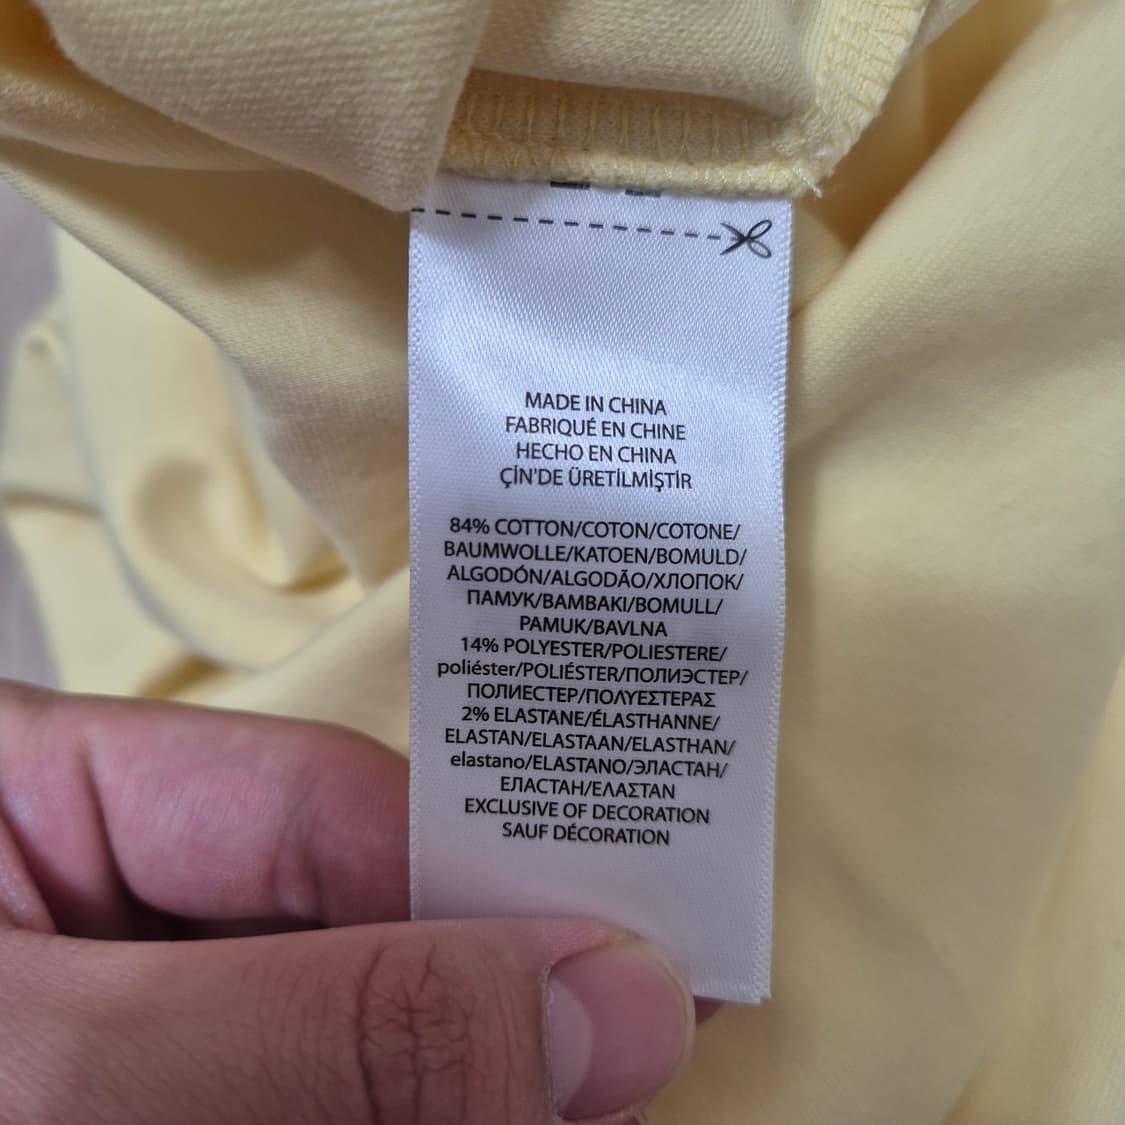 MADE IN CHINA
FABRIQUÉ EN CHINE
HECHO EN CHINA
ÇİN'DE ÜRETİLMİŞTİR
84% COTTON/COTON/COTONE/
BAUMWOLLE/KATOEN/BOMULD/
ALGODÓN/ALGODÃO/ХЛОПОК/
ПАМУК/BAMBAKI/BOMULL/
PAMUK/BAVLNA
14% POLYESTER/POLIESTERE/
poliéster/POLIÉSTER/ПОЛИЭСТЕР/
ПОЛИЕСТЕР/ΠΟΛΥΕΣΤΕΡΑΣ
2% ELASTANE/ÉLASTHANNE/
ELASTAN/ELASTAAN/ELASTHAN/
elastano/ELASTANO/ЭЛАСТАН/
ЕЛАСТАН/ΕΛΑΣΤΑΝ
EXCLUSIVE OF DECORATION
SAUF DÉCORATION